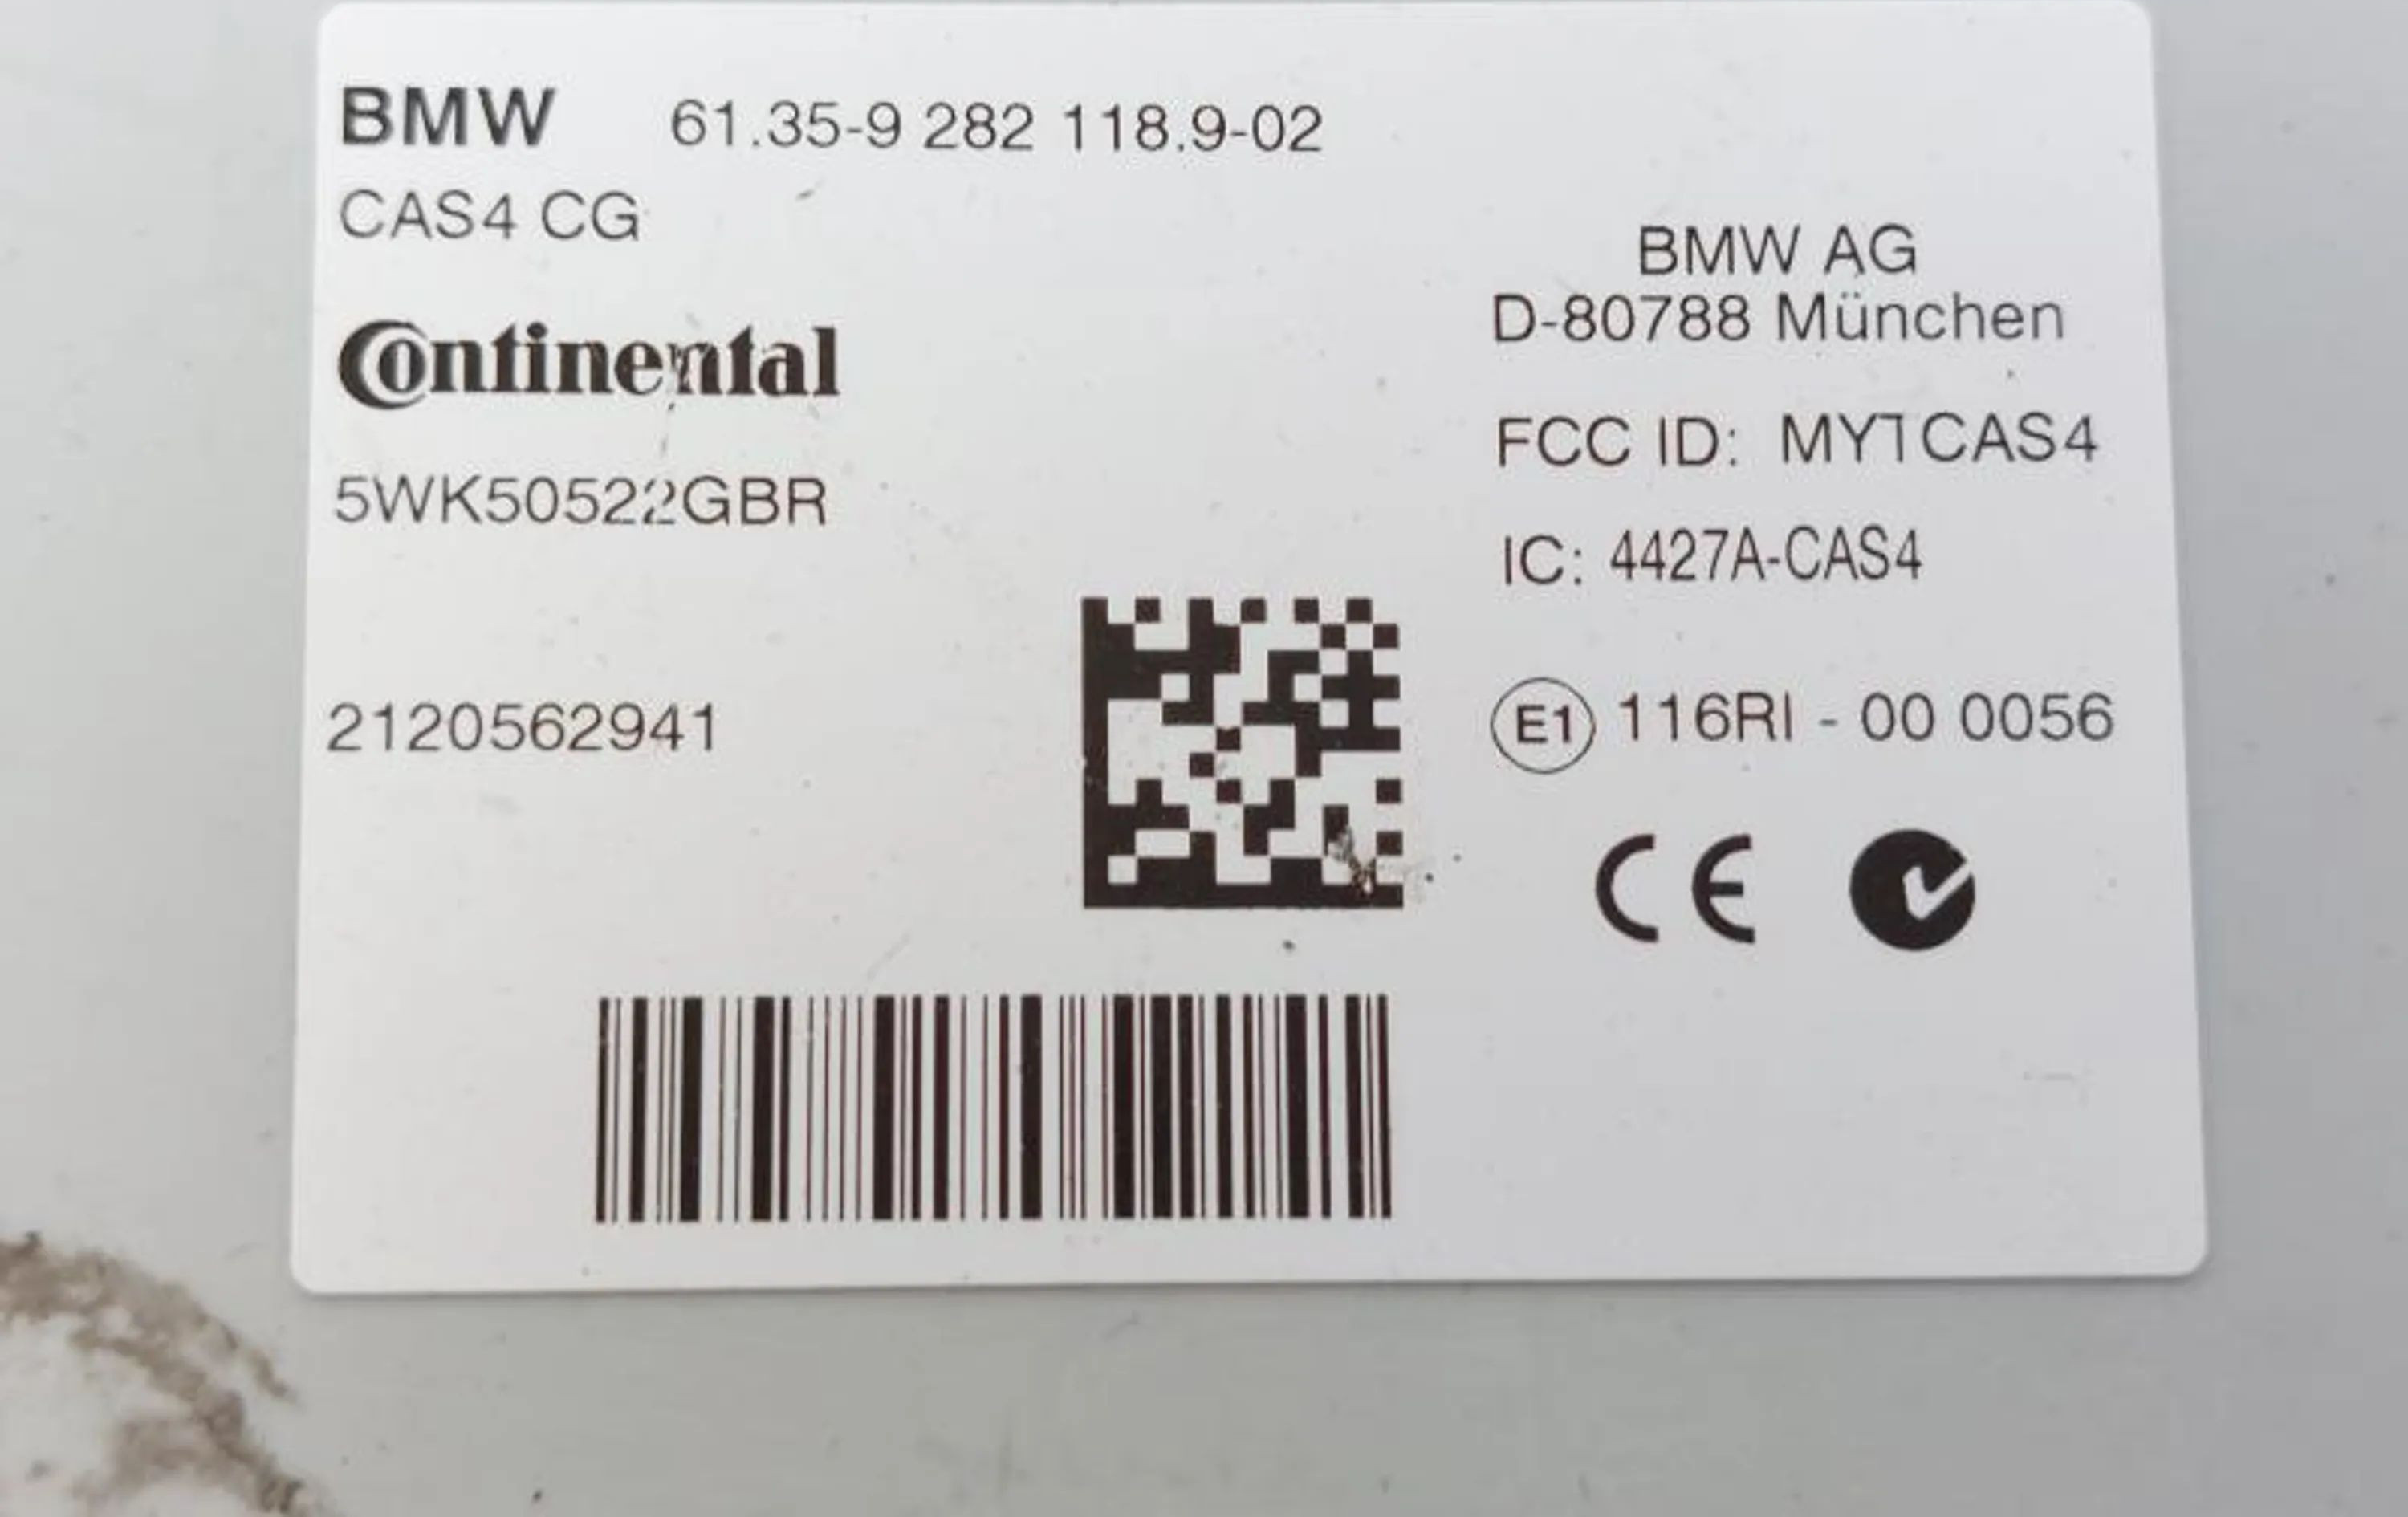 BMW 61.35-9 282 118.9-02
CAS4 CG
Continental
5WK50522GBR
2120562941
BMW AG
D-80788 München
FCC ID: MYTCAS4
IC: 4427A-CAS4
E1 116RI - 00 0056
CE